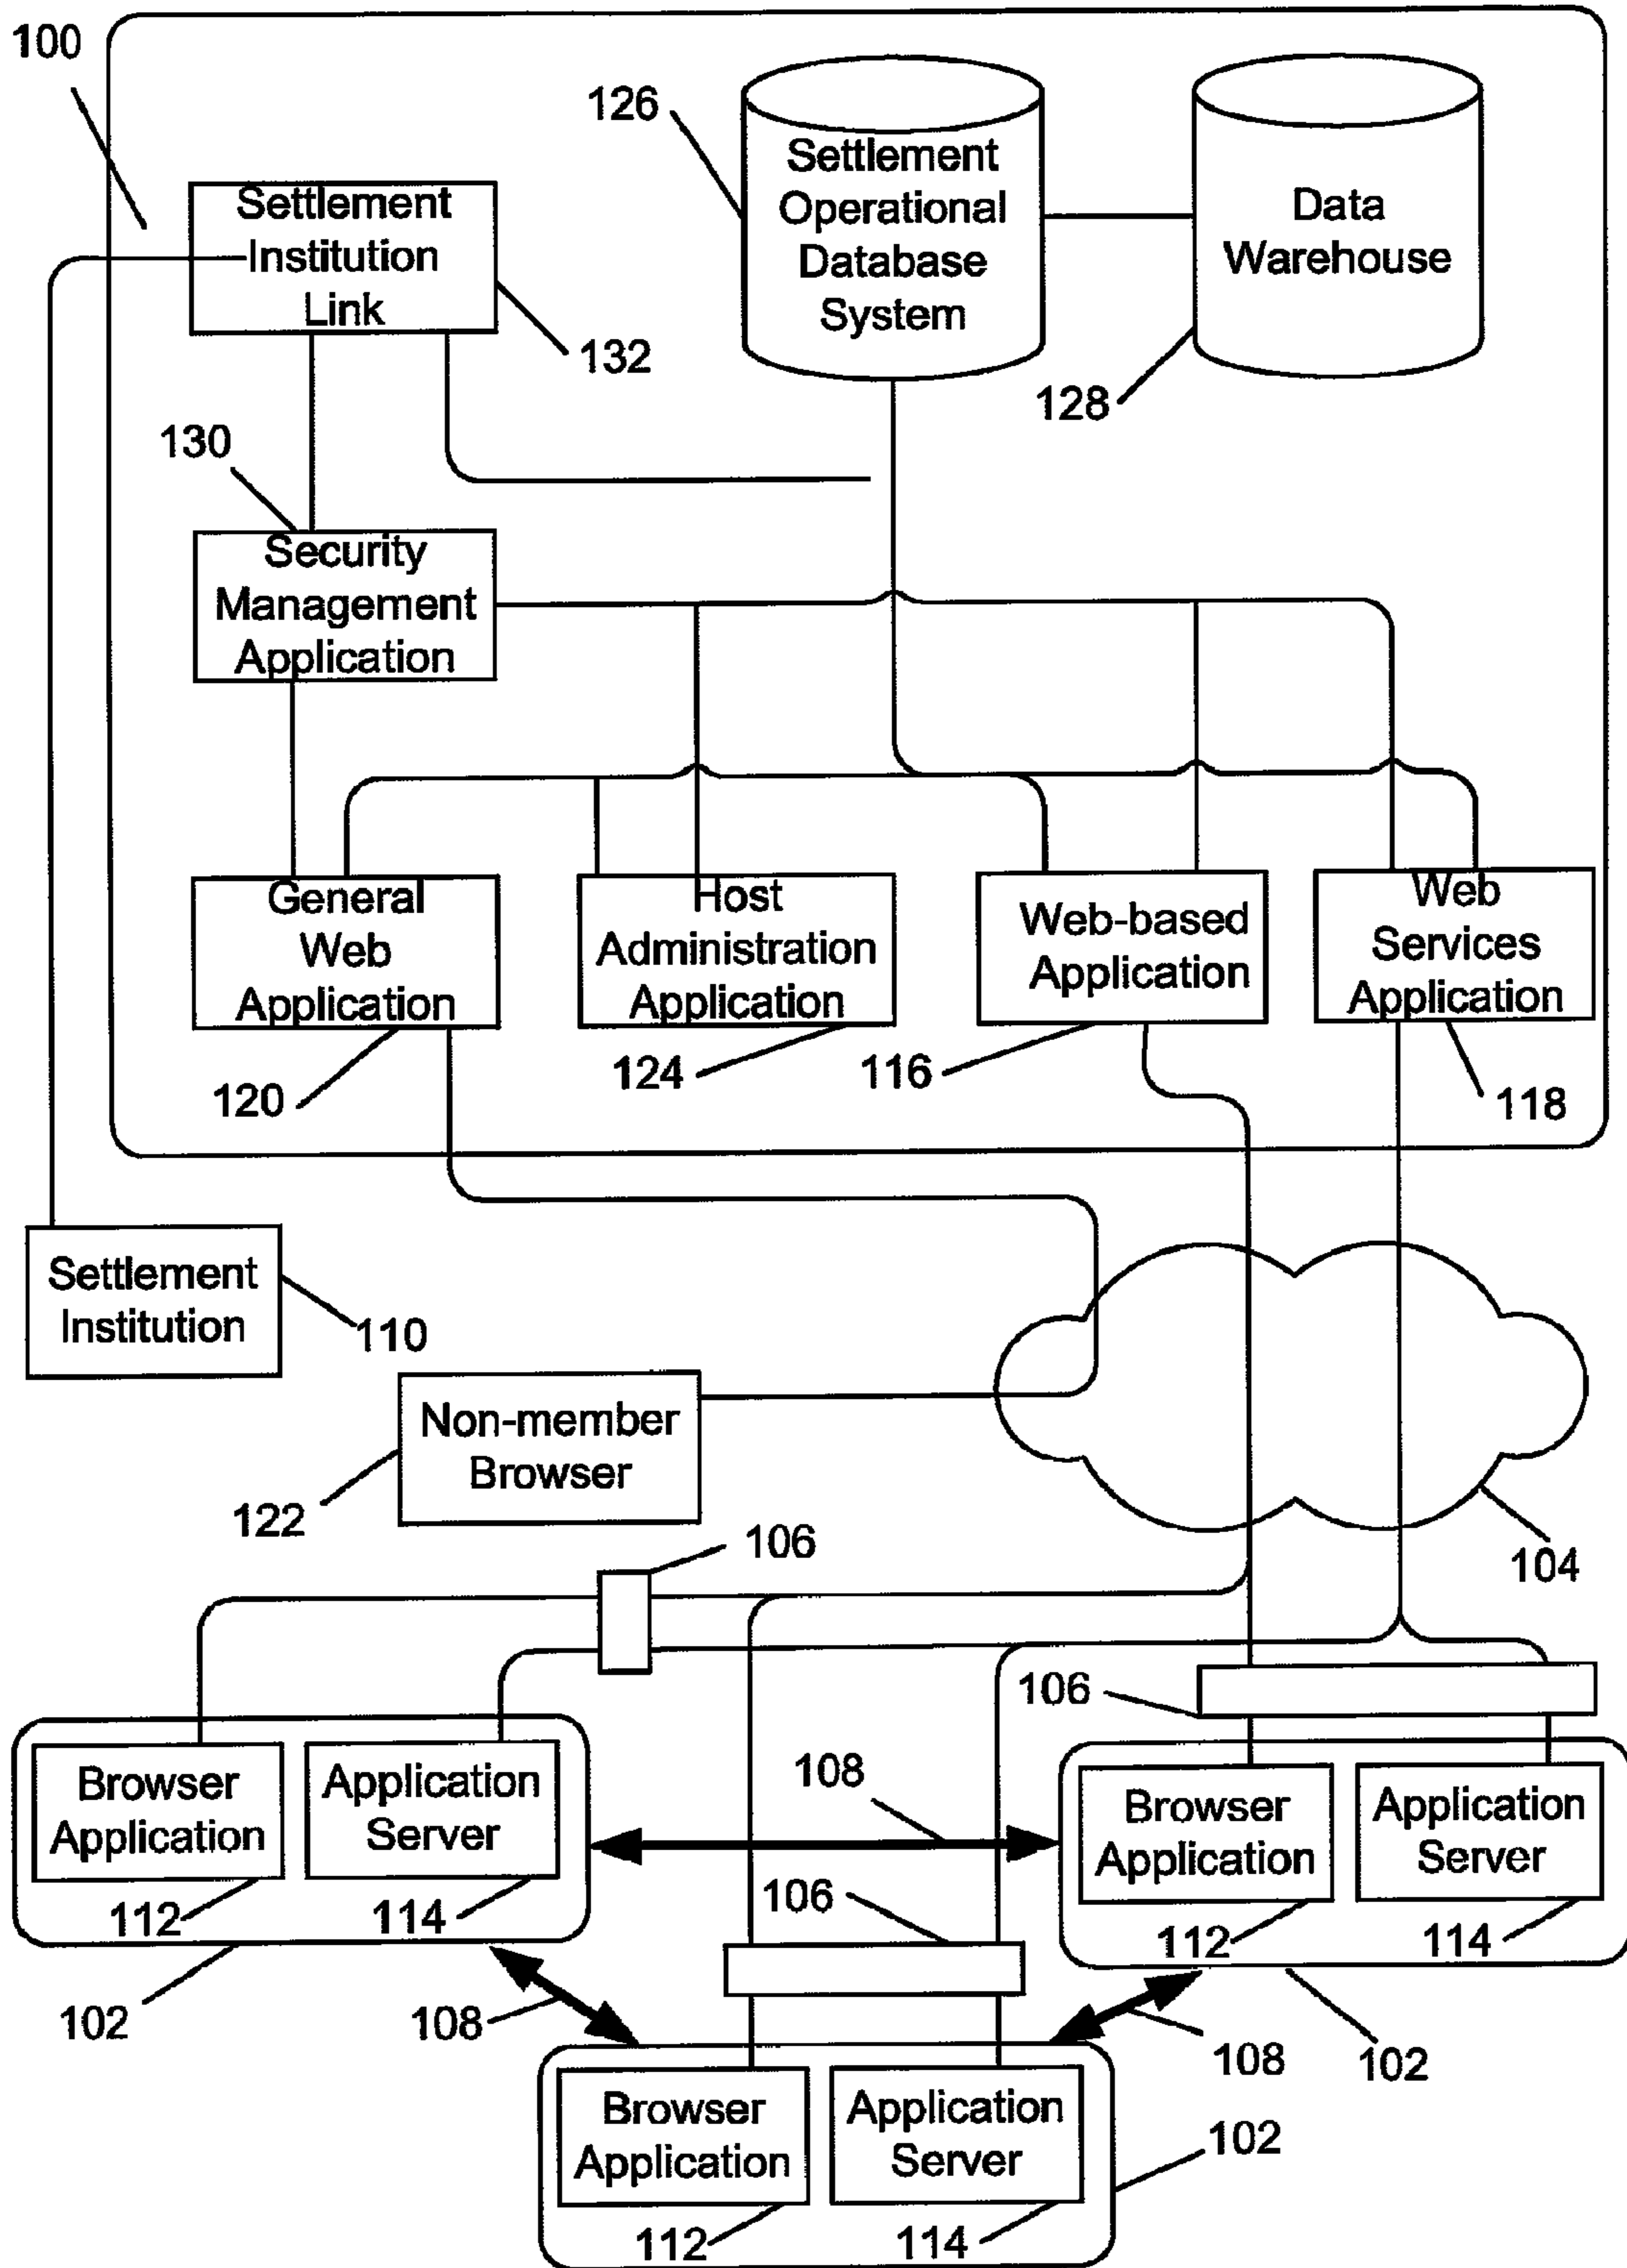 100
126
Settlement
Operational
Database
System
Data
Warehouse
128
Settlement
Institution
Link
132
130
Security
Management
Application
General
Web
Application
120
Host
Administration
Application
124
Web-based
Application
116
Web
Services
Application
118
Settlement
Institution
110
Non-member
Browser
122
104
106
106
Browser
Application
112
Application
Server
114
102
108
Browser
Application
112
Application
Server
114
102
106
108
108
Browser
Application
112
Application
Server
114
102